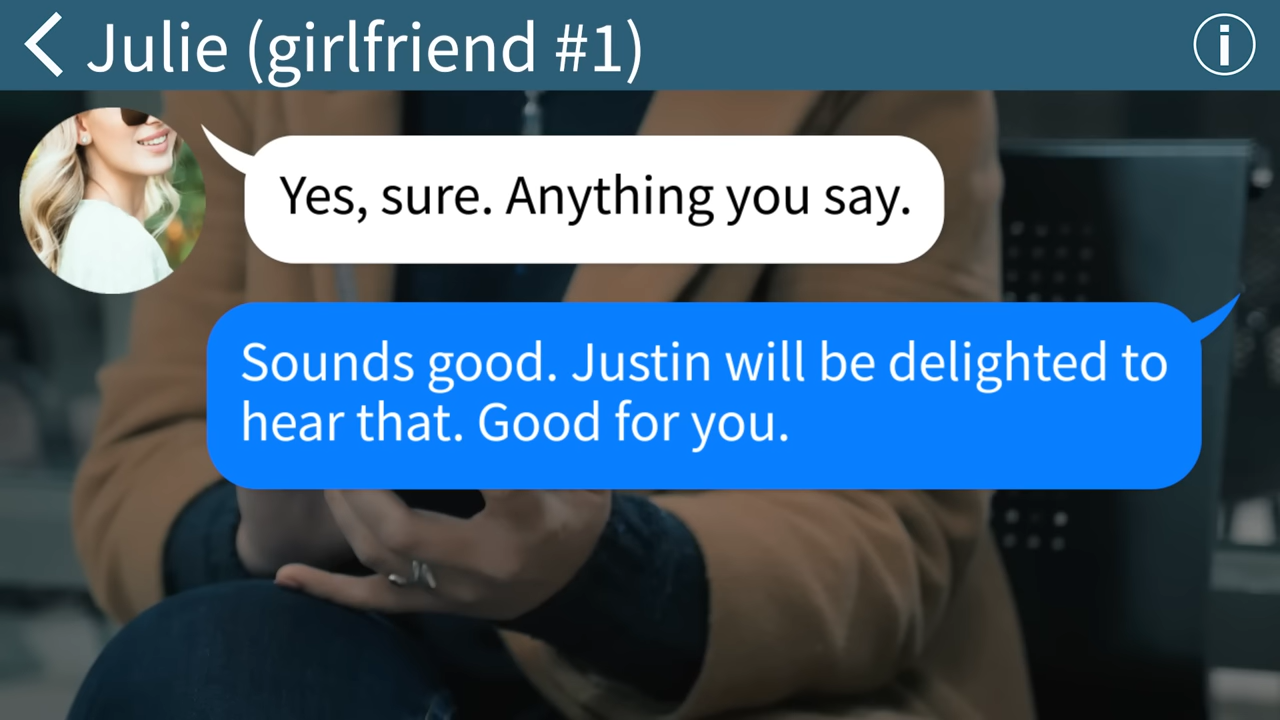 Julie (girlfriend #1)
Yes, sure. Anything you say.
Sounds good. Justin will be delighted to
hear that. Good for you.